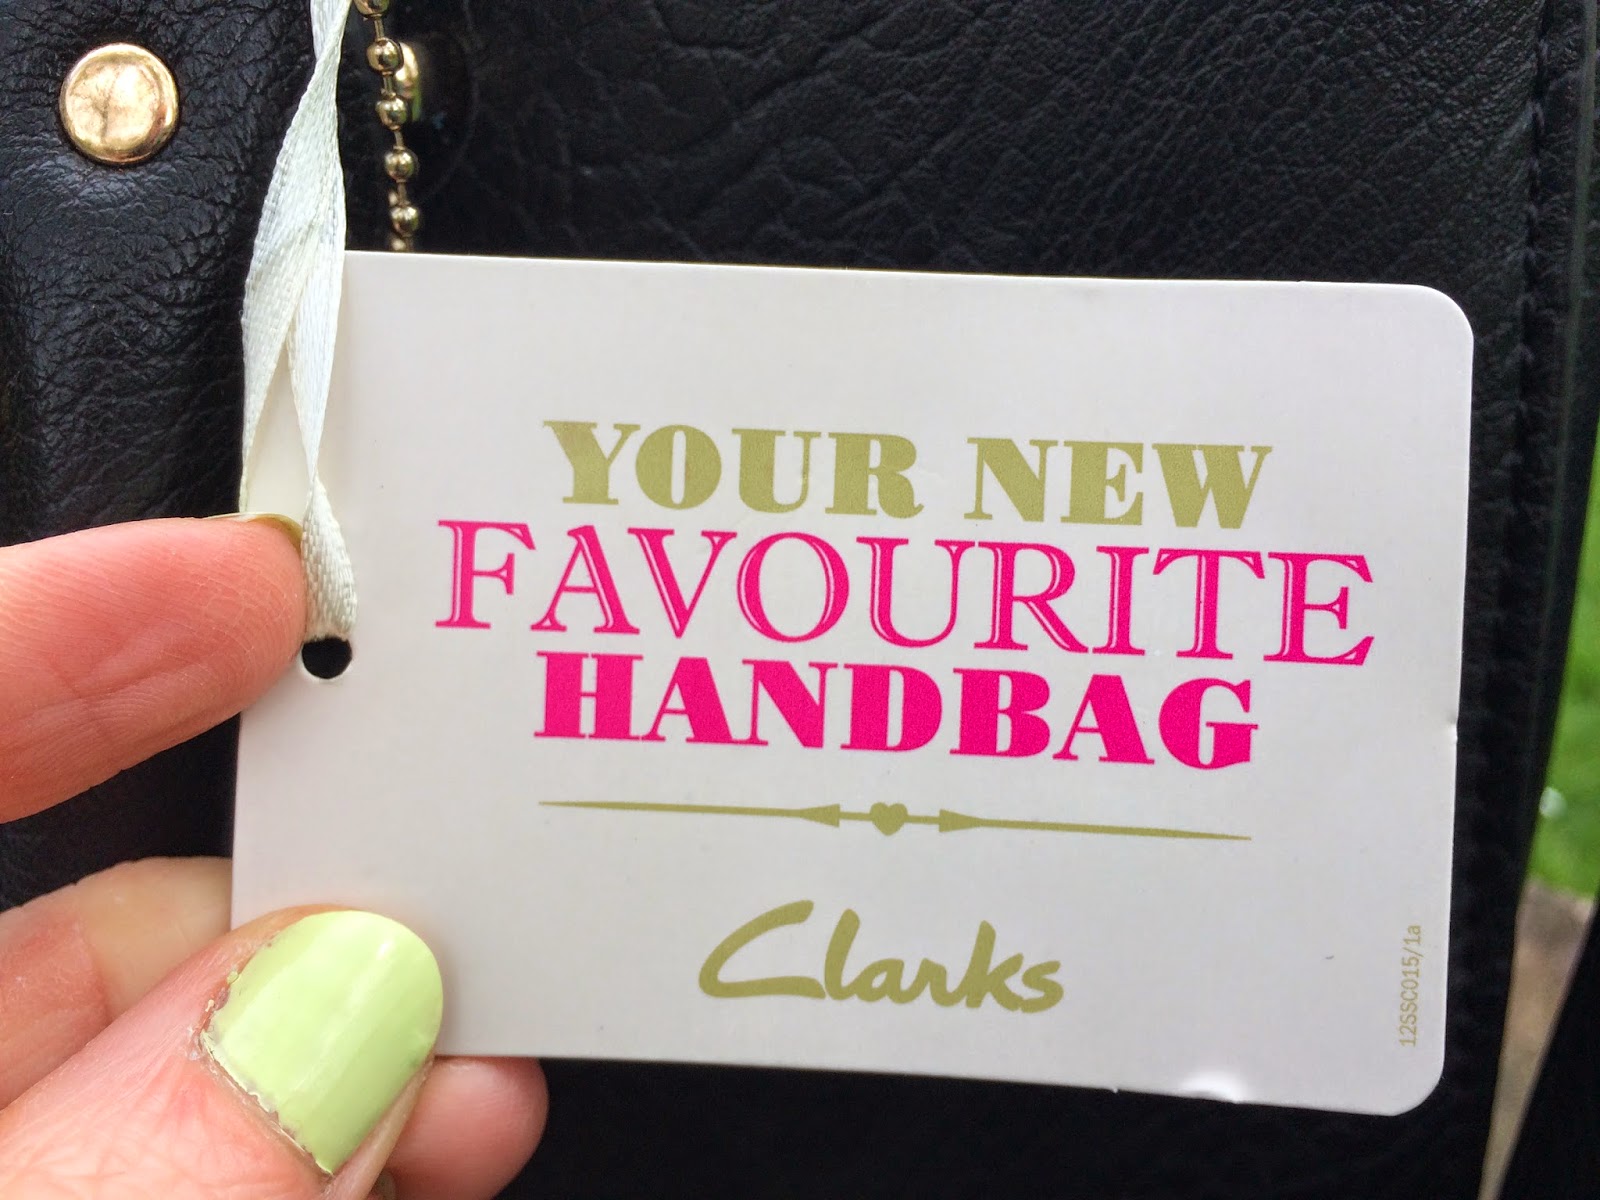 YOUR NEW
FAVOURITE
HANDBAG
Clarks
12SSC015/1a